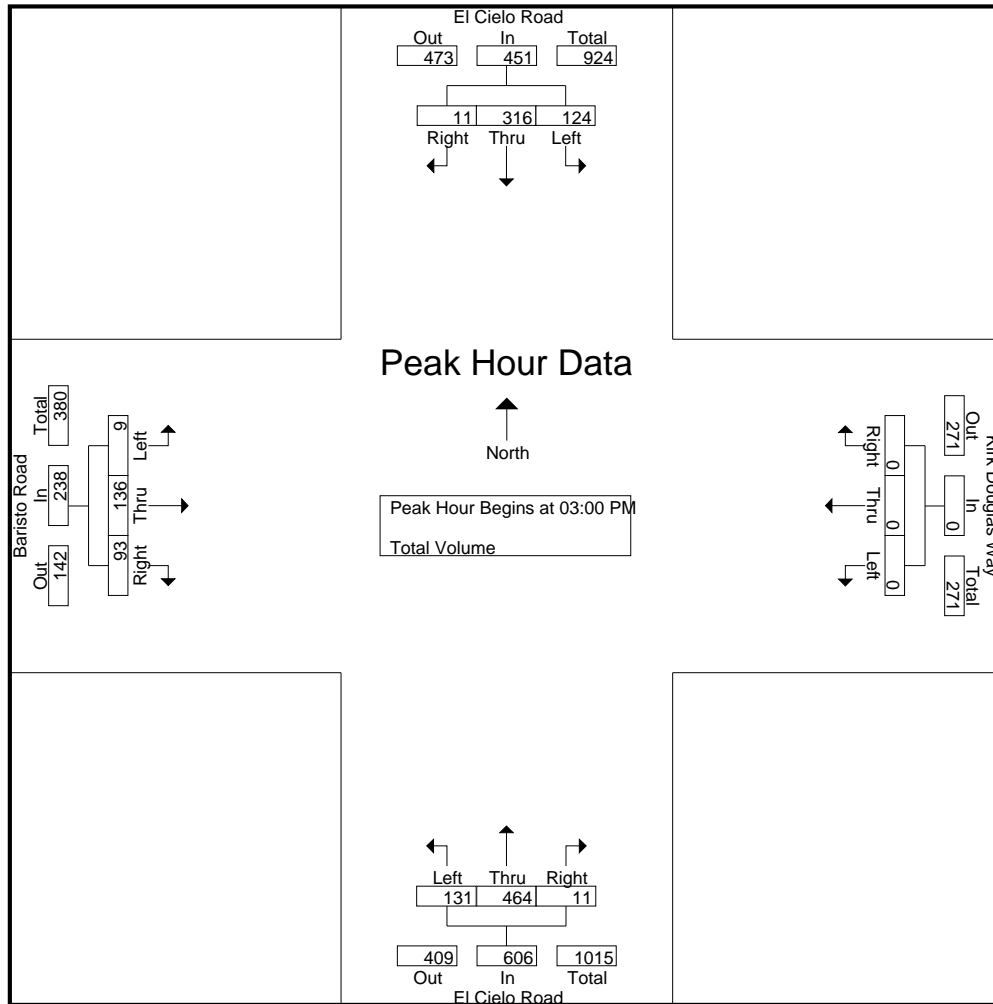 El Cielo Road
Out In Total
473 451 924
11 316 124
Right Thru Left
Peak Hour Data
North
Peak Hour Begins at 03:00 PM
Total Volume
Baristo Road
Out In Total
142 238 380
9 136 93
Left Thru Right
Kirk Douglas Way
Out In Total
271 0 271
Right Thru Left
0 0 0
Left Thru Right
131 464 11
409 606 1015
Out In Total
El Cielo Road